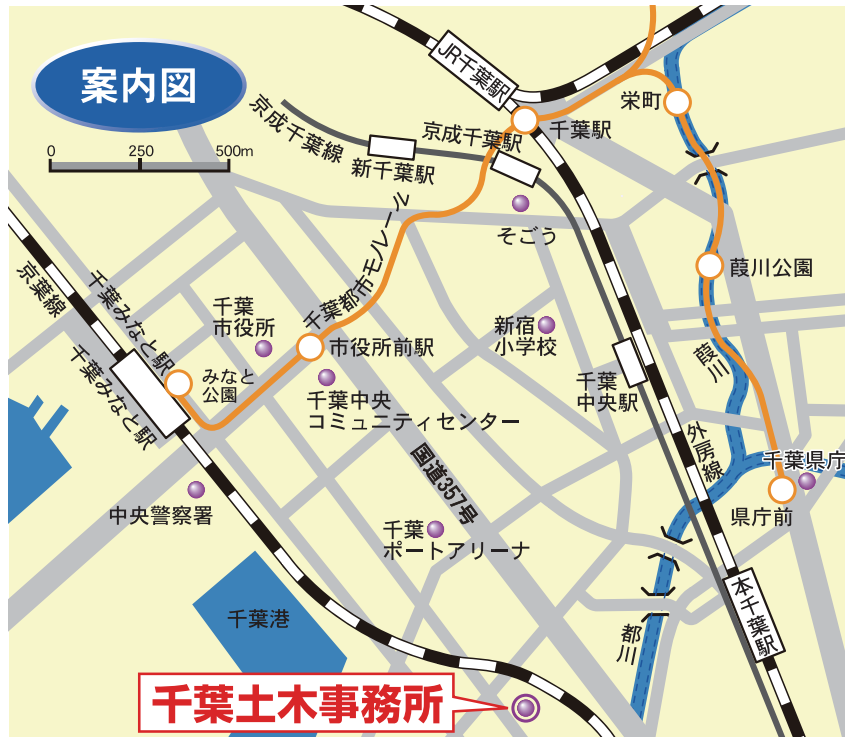 案内図
0 250 500m
JR千葉駅
栄町
千葉駅
京成千葉線
新千葉駅
京成千葉駅
そごう
京葉線
千葉みなと駅
千葉みなと駅
千葉都市モノレール
葭川公園
千葉
市役所
市役所前駅
新宿
小学校
みなと
公園
千葉中央
コミュニティセンター
千葉
中央駅
葭川
外房線
千葉県庁
県庁前
国道357号
中央警察署
千葉
ポートアリーナ
本千葉駅
都川
千葉港
千葉土木事務所